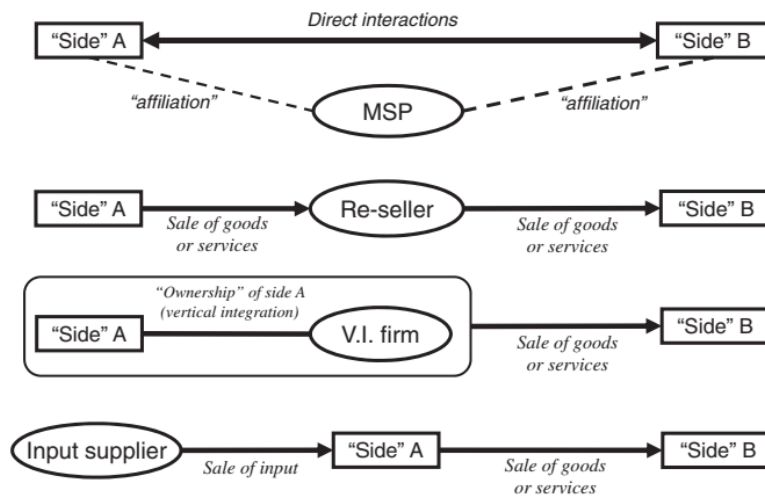 Direct interactions
“Side” A
“Side” B
“affiliation”
MSP
“affiliation”
“Side” A
Re-seller
“Side” B
Sale of goods
or services
Sale of goods
or services
“Ownership” of side A
(vertical integration)
“Side” A
V.I. firm
“Side” B
Sale of goods
or services
Input supplier
“Side” A
“Side” B
Sale of input
Sale of goods
or services